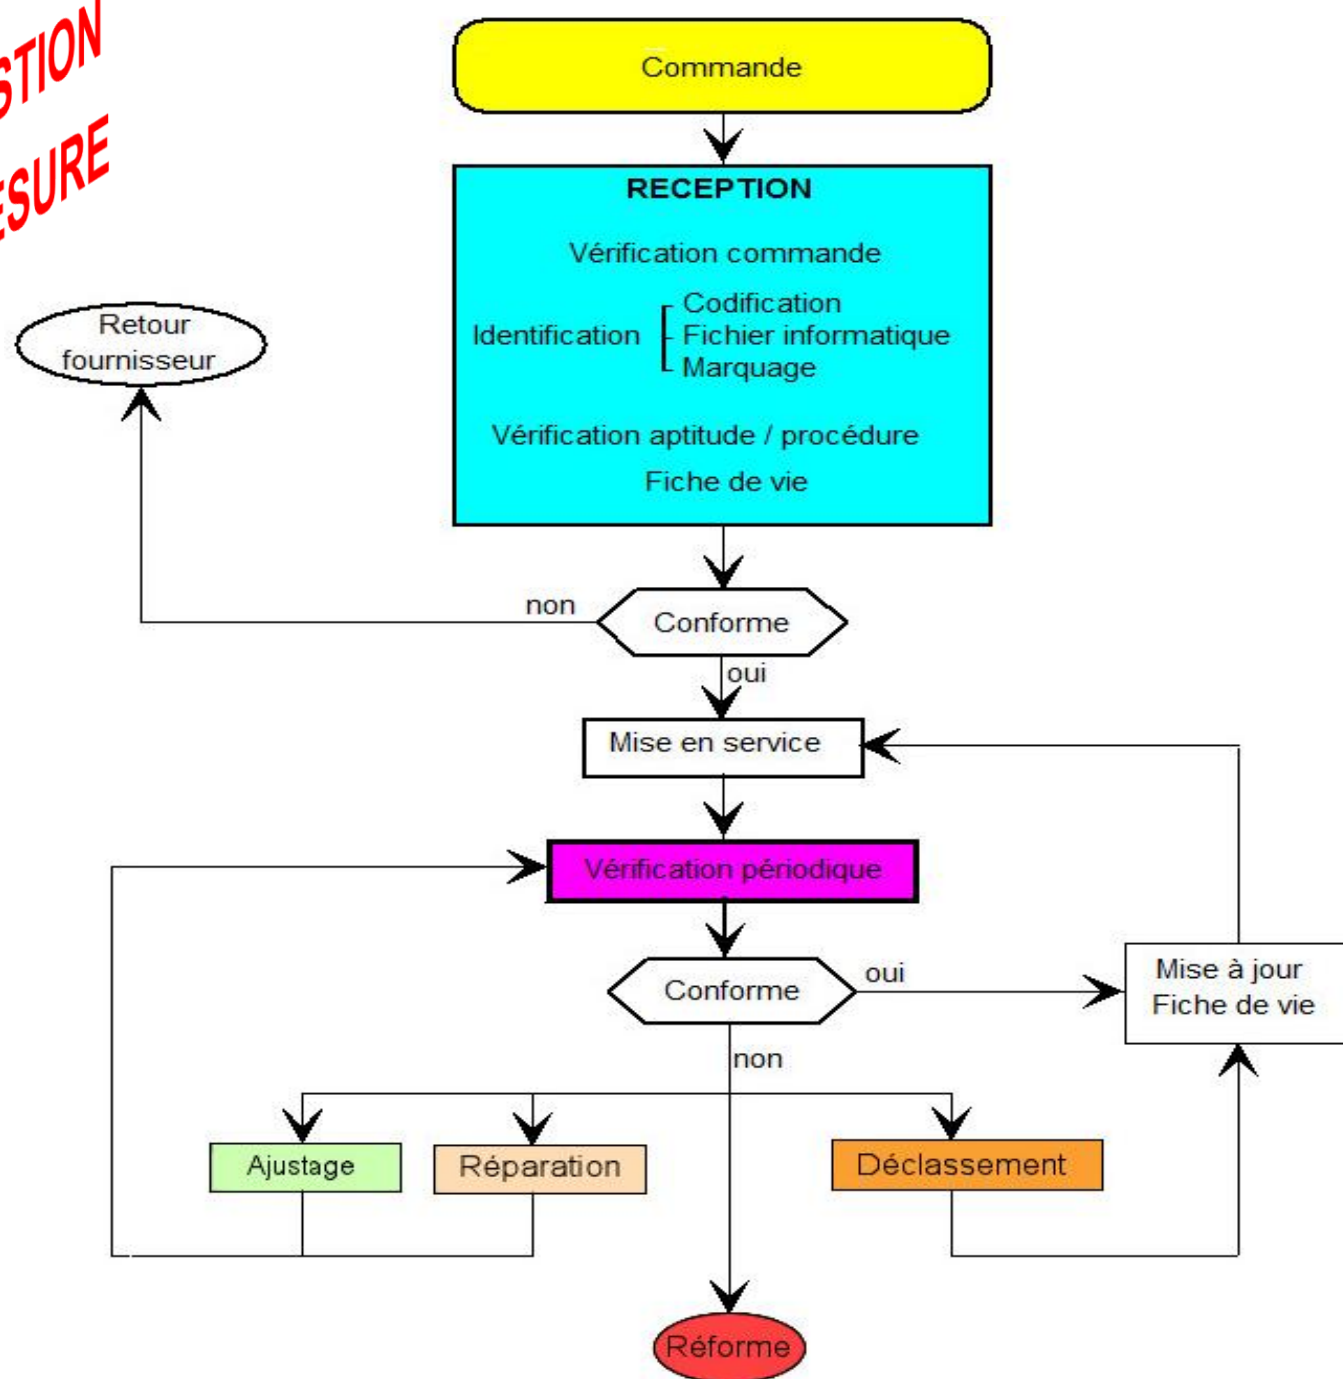 STION
ESURE
Commande
RECEPTION
Vérification commande
Identification
Codification
Fichier informatique
Marquage
Vérification aptitude / procédure
Fiche de vie
Retour
fournisseur
non
Conforme
oui
Mise en service
Vérification périodique
Conforme
oui
Mise à jour
Fiche de vie
non
Ajustage
Réparation
Déclassement
Réforme